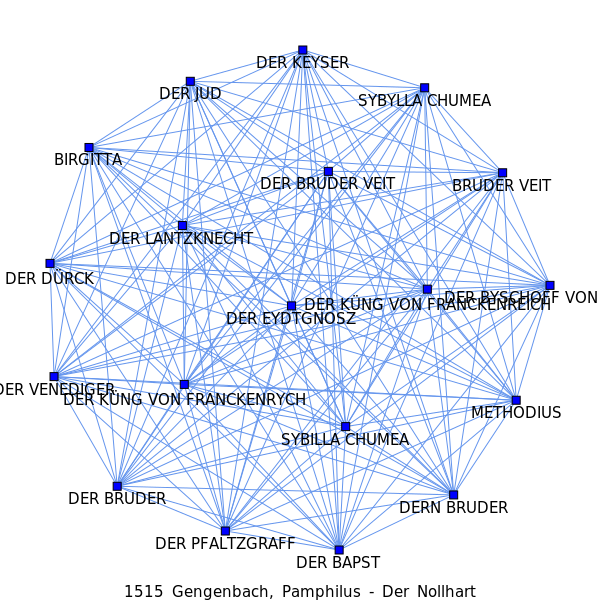 DER KEYSER
DER JUD
SYBYLLA CHUMEA
BIRGITTA
DER BRUDER VEIT
BRUDER VEIT
DER LANTZKNECHT
DER DÜRCK
DER BYSCHOFF VON
DER KÜNG VON FRANCKENREICH
DER EYDTGNOSZ
DER VENEDIGER
DER KÜNG VON FRANCKENRYCH
METHODIUS
SYBILLA CHUMEA
DER BRUDER
DERN BRUDER
DER PFALTZGRAFF
DER BAPST
1515 Gengenbach, Pamphilus - Der Nollhart